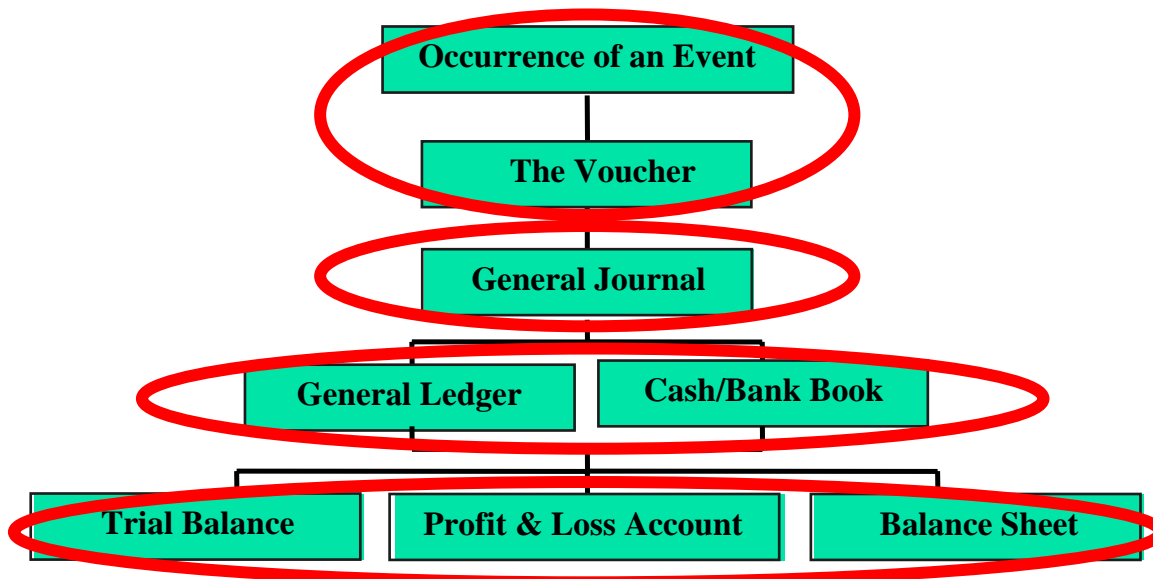 Occurrence of an Event
The Voucher
General Journal
General Ledger
Cash/Bank Book
Trial Balance
Profit & Loss Account
Balance Sheet